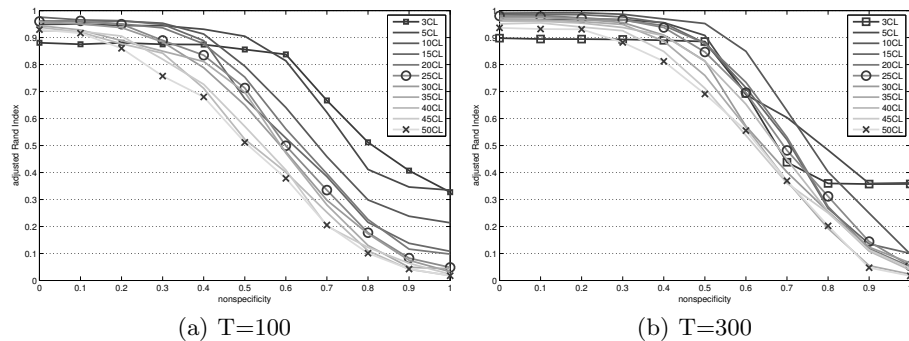 adjusted Rand Index
1
0.9
0.8
0.7
0.6
0.5
0.4
0.3
0.2
0.1
0
0 0.1 0.2 0.3 0.4 0.5 0.6 0.7 0.8 0.9 1
nonspecificity
3CL
5CL
10CL
15CL
20CL
25CL
30CL
35CL
40CL
45CL
50CL
(a) T=100
adjusted Rand Index
1
0.9
0.8
0.7
0.6
0.5
0.4
0.3
0.2
0.1
0
0 0.1 0.2 0.3 0.4 0.5 0.6 0.7 0.8 0.9 1
nonspecificity
3CL
5CL
10CL
15CL
20CL
25CL
30CL
35CL
40CL
45CL
50CL
(b) T=300